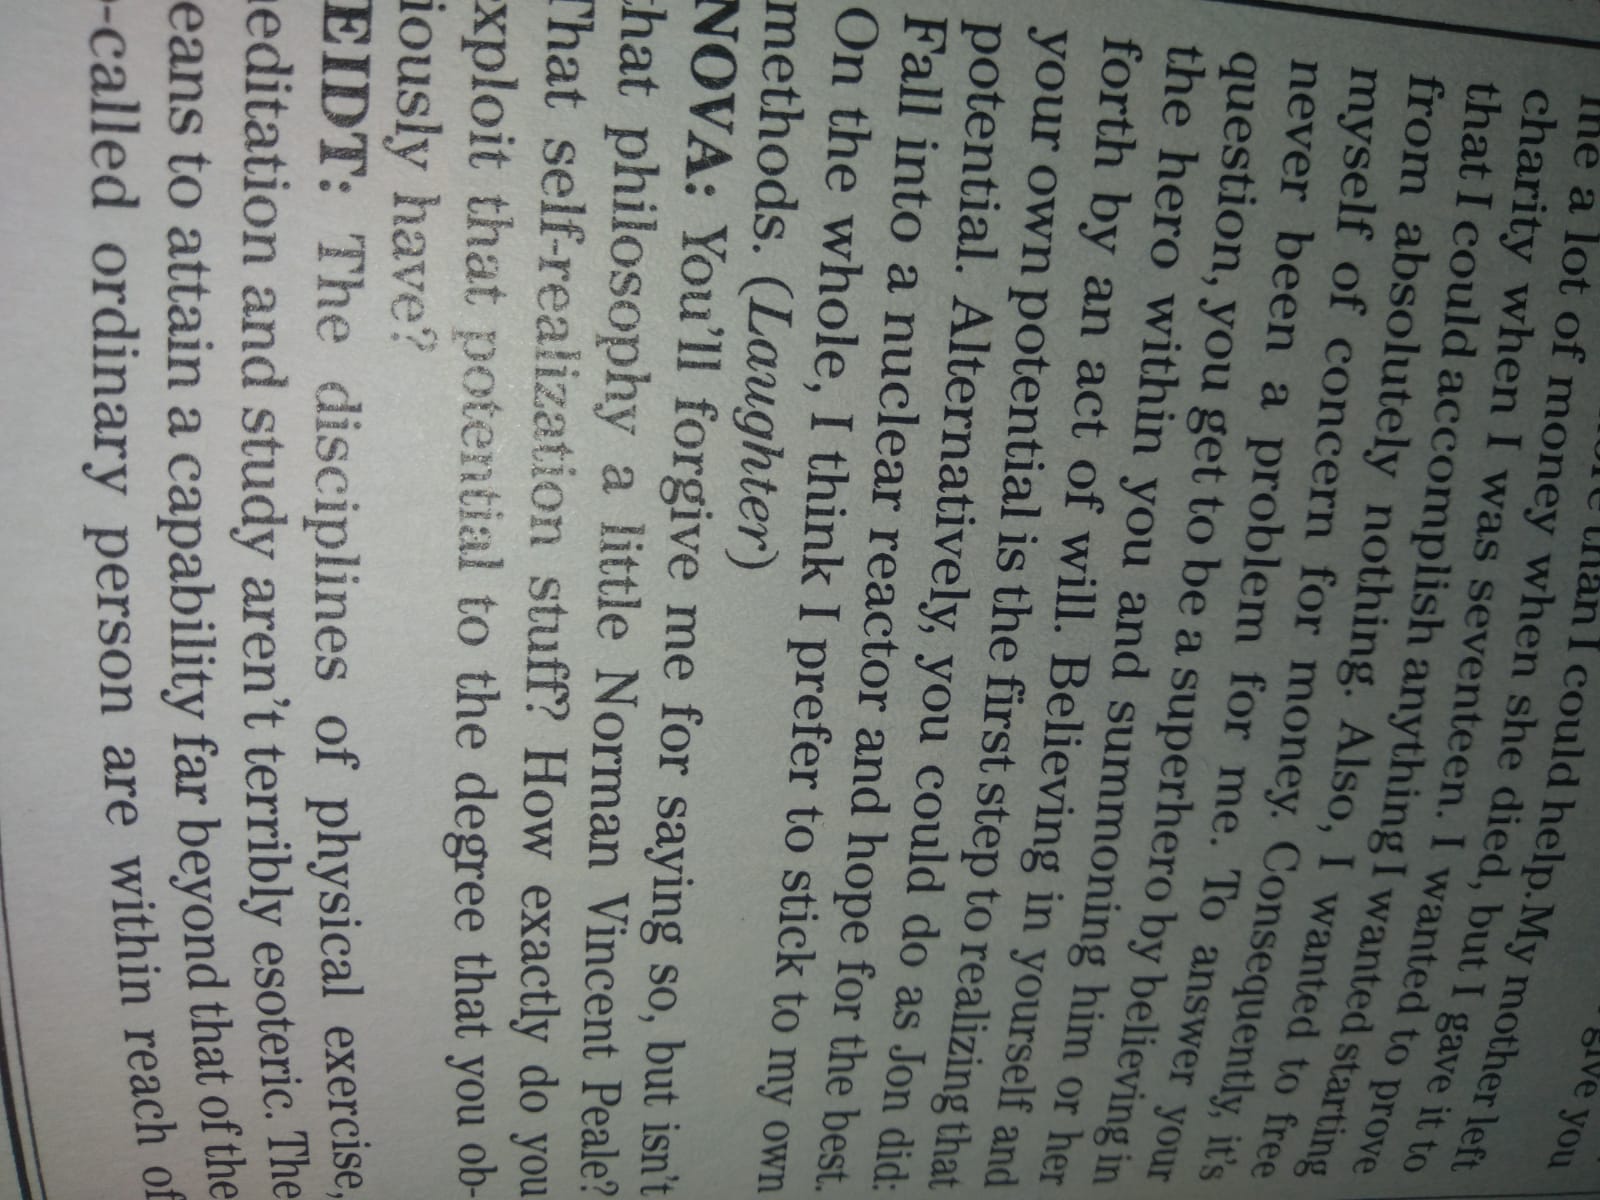 give you
than I could help. My mother left
me a lot of money when she died, but I gave it to
charity when I was seventeen. I wanted to prove
that I could accomplish anything I wanted starting
from absolutely nothing. Also, I wanted to free
myself of concern for money. Consequently, it's
never been a problem for me. To answer your
question, you get to be a superhero by believing in
the hero within you and summoning him or her
forth by an act of will. Believing in yourself and
your own potential is the first step to realizing that
potential. Alternatively, you could do as Jon did:
Fall into a nuclear reactor and hope for the best.
On the whole, I think I prefer to stick to my own
methods. (Laughter)
NOVA: You'll forgive me for saying so, but isn't
that philosophy a little Norman Vincent Peale?
That self-realization stuff? How exactly do you
xploit that potential to the degree that you ob-
iously have?
EIDT: The disciplines of physical exercise,
editation and study aren't terribly esoteric. The
eans to attain a capability far beyond that of the
-called ordinary person are within reach of